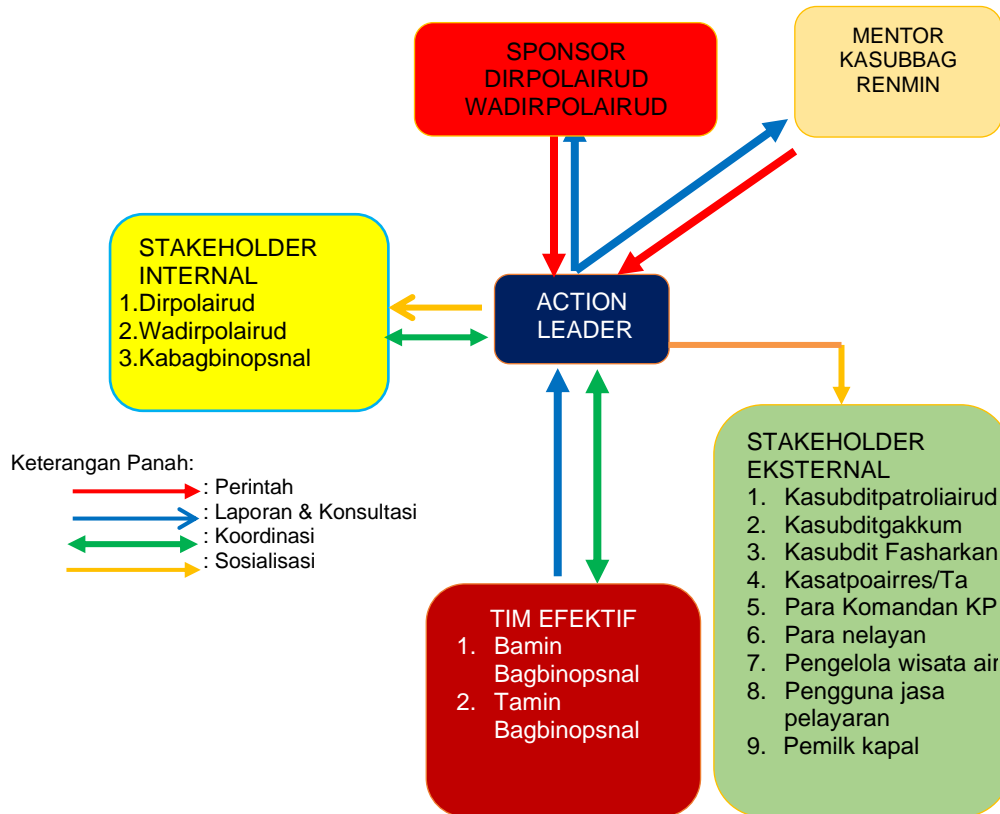 SPONSOR
DIRPOLAIRUD
WADIRPOLAIRUD
MENTOR
KASUBBAG
RENMIN
STAKEHOLDER
INTERNAL
1.Dirpolairud
2.Wadirpolairud
3.Kabagbinopsnal
ACTION
LEADER
Keterangan Panah:
: Perintah
: Laporan & Konsultasi
: Koordinasi
: Sosialisasi
TIM EFEKTIF
1. Bamin
Bagbinopsnal
2. Tamin
Bagbinopsnal
STAKEHOLDER
EKSTERNAL
1. Kasubditpatroliairud
2. Kasubditgakkum
3. Kasubdit Fasharkan
4. Kasatpoairres/Ta
5. Para Komandan KP
6. Para nelayan
7. Pengelola wisata air
8. Pengguna jasa
pelayaran
9. Pemilk kapal